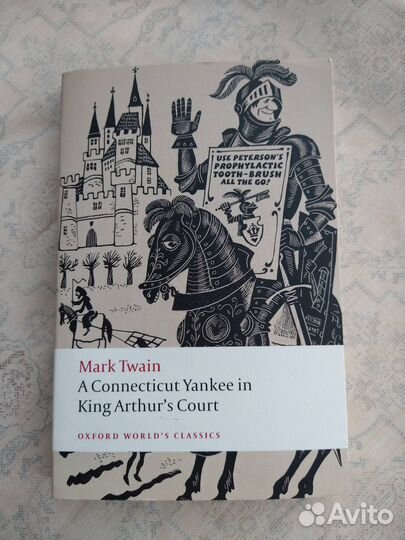 USE PETERSON'S
PROPHYLACTIC
TOOTH-BRUSH
ALL THE GO!
Mark Twain
A Connecticut Yankee in
King Arthur's Court
OXFORD WORLD'S CLASSICS
Avito